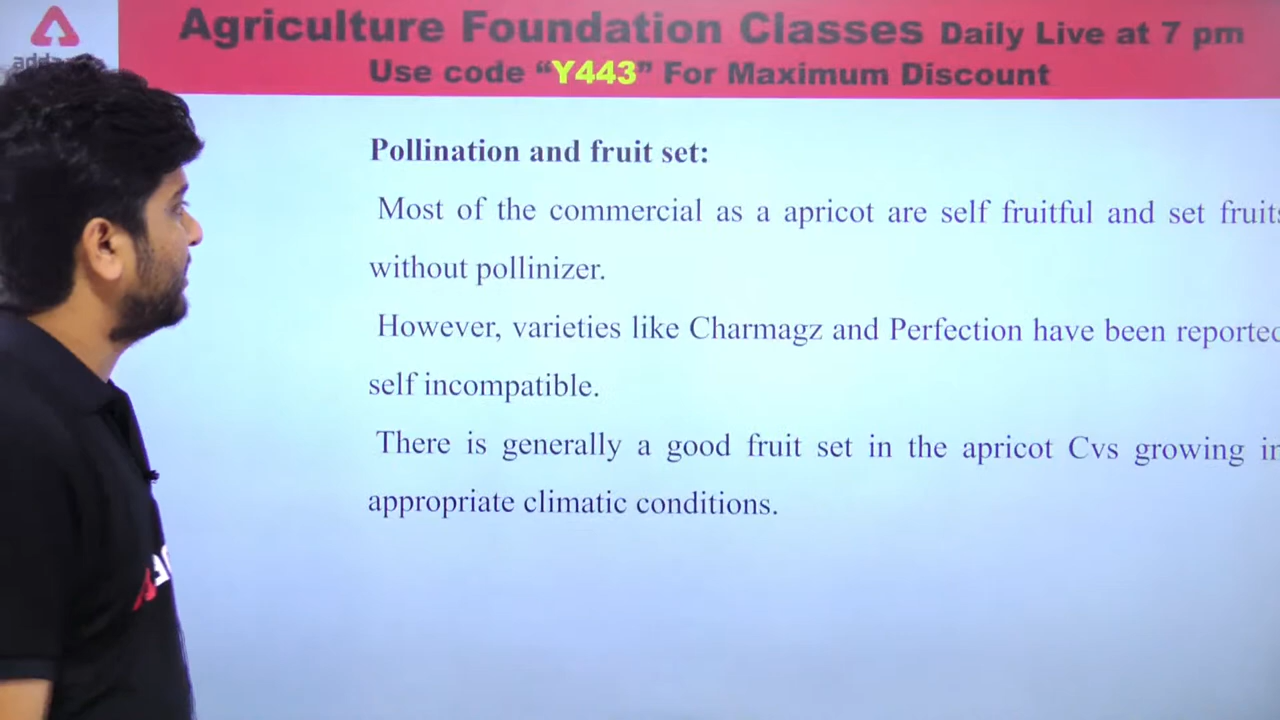 Agriculture Foundation Classes Daily Live at 7 pm
Use code “Y443” For Maximum Discount
Pollination and fruit set:
Most of the commercial as a apricot are self fruitful and set fruits
without pollinizer.
However, varieties like Charmagz and Perfection have been reported
self incompatible.
There is generally a good fruit set in the apricot Cvs growing in
appropriate climatic conditions.